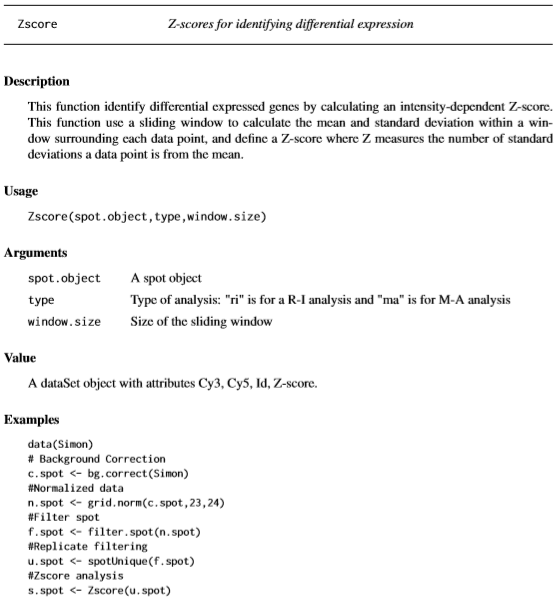 Zscore Z-scores for identifying differential expression
Description
This function identify differential expressed genes by calculating an intensity-dependent Z-score.
This function use a sliding window to calculate the mean and standard deviation within a win-
dow surrounding each data point, and define a Z-score where Z measures the number of standard
deviations a data point is from the mean.
Usage
Zscore(spot.object,type,window.size)
Arguments
spot.object A spot object
type Type of analysis: "ri" is for a R-I analysis and "ma" is for M-A analysis
window.size Size of the sliding window
Value
A dataSet object with attributes Cy3, Cy5, Id, Z-score.
Examples
data(Simon)
# Background Correction
c.spot <- bg.correct(Simon)
#Normalized data
n.spot <- grid.norm(c.spot,23,24)
#Filter spot
f.spot <- filter.spot(n.spot)
#Replicate filtering
u.spot <- spotUnique(f.spot)
#Zscore analysis
s.spot <- Zscore(u.spot)